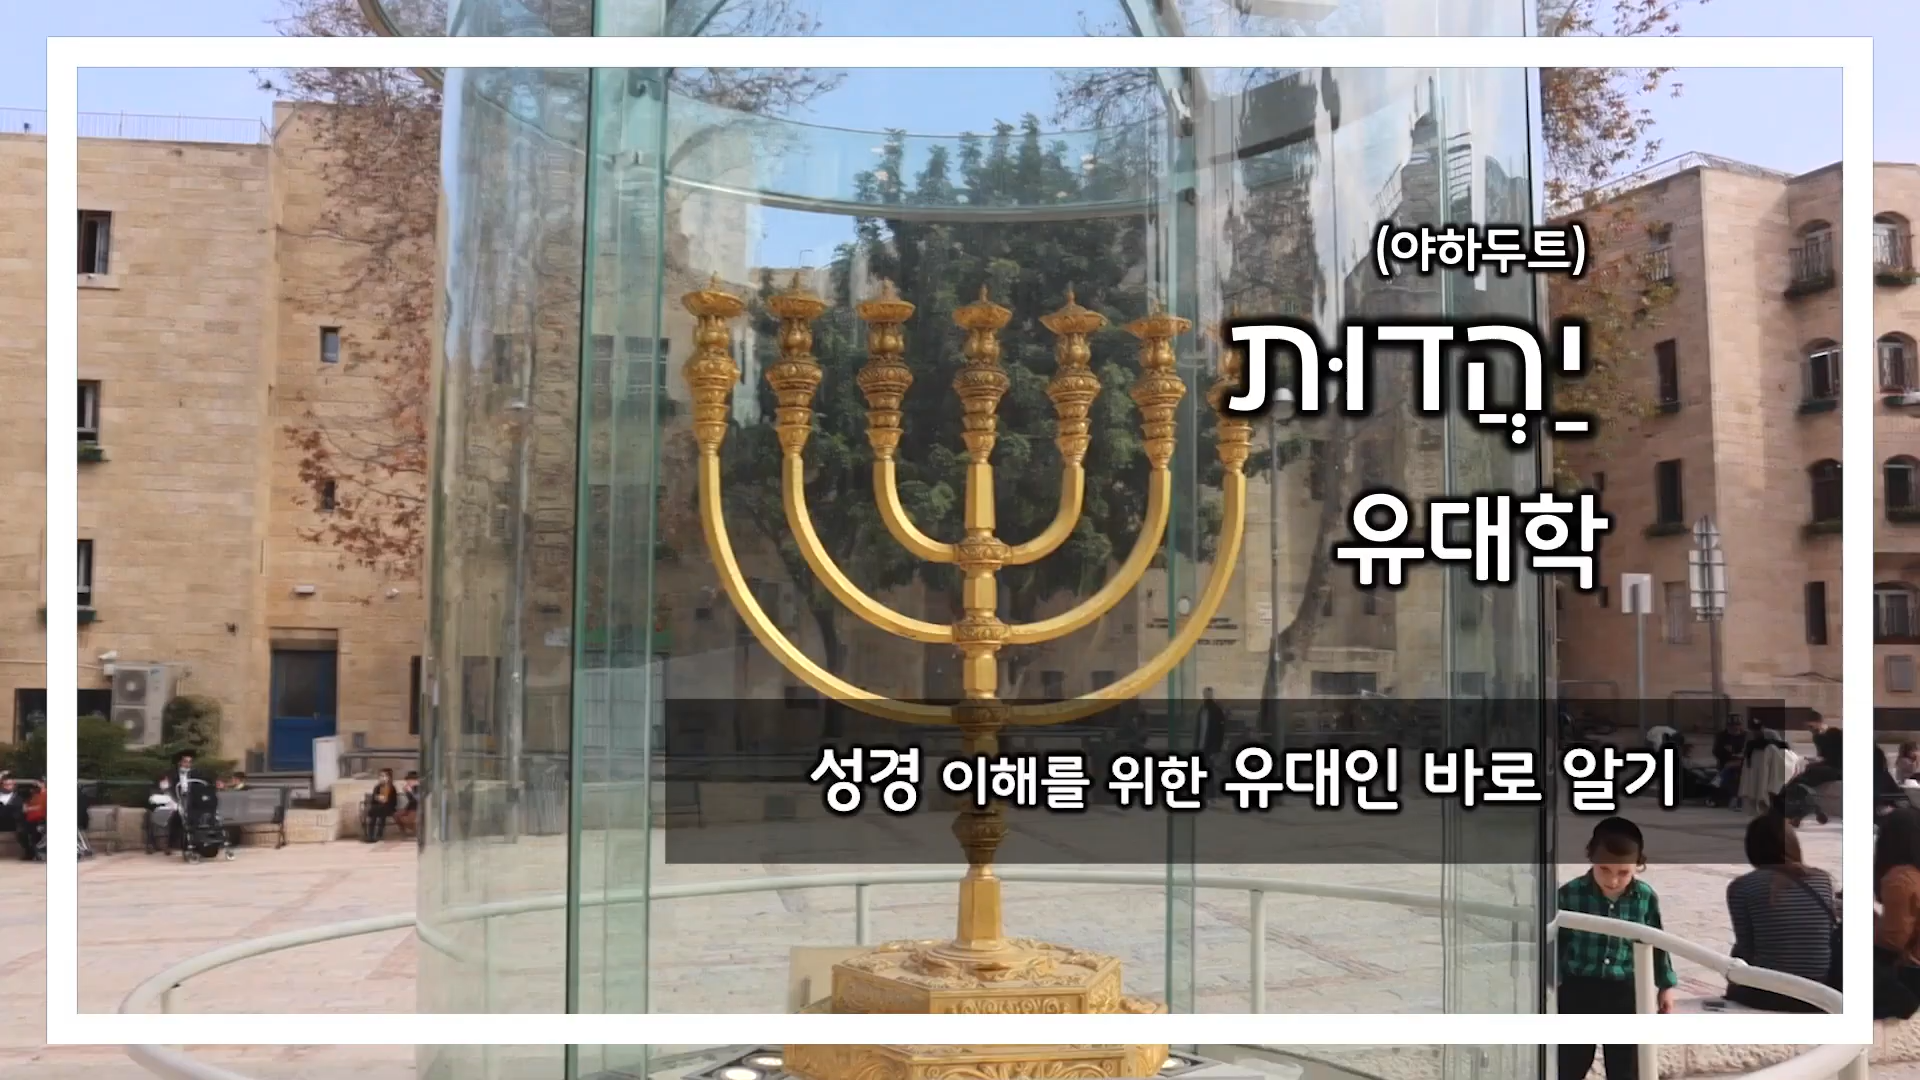 (야하두트)
יַהֲדוּת
유대학
성경 이해를 위한 유대인 바로 알기